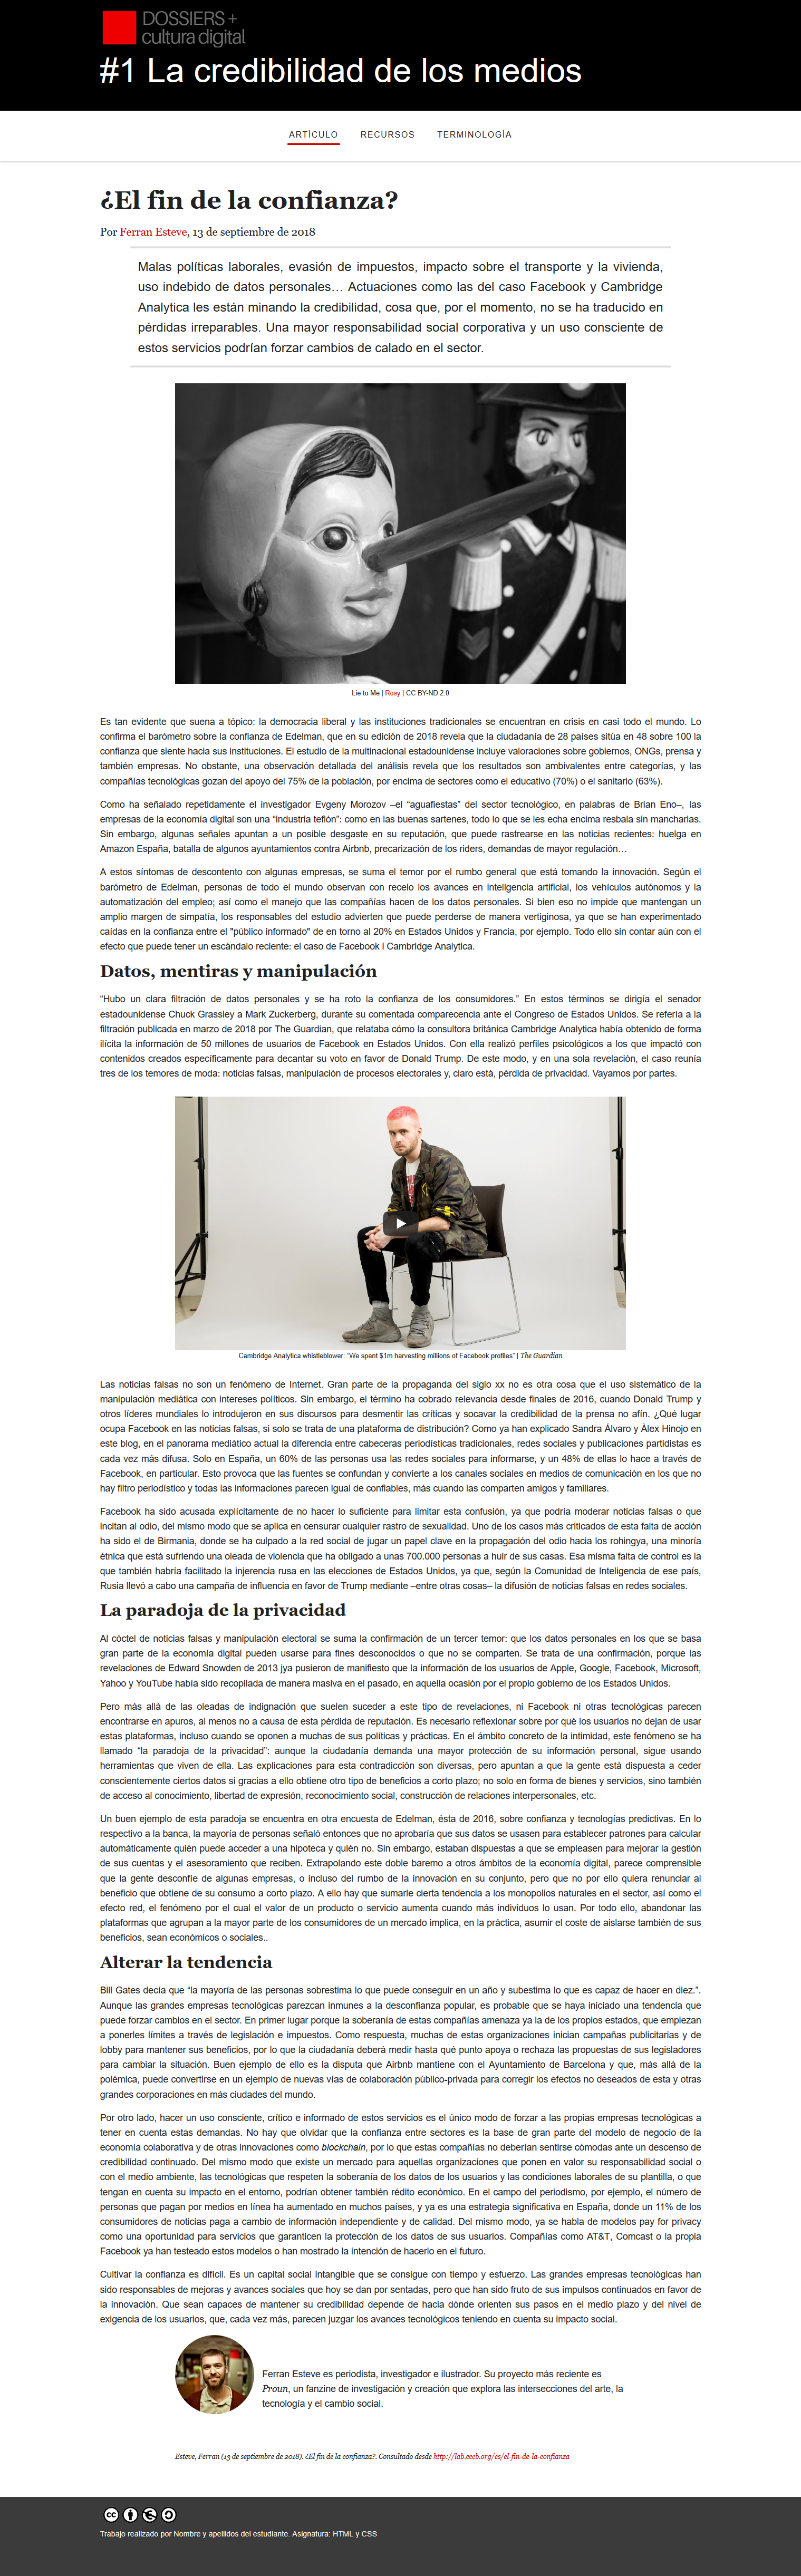 DOSSIERS +
cultura digital
#1 La credibilidad de los medios
ARTÍCULO RECURSOS TERMINOLOGÍA
¿El fin de la confianza?
Por Ferran Esteve, 13 de septiembre de 2018
Malas políticas laborales, evasión de impuestos, impacto sobre el transporte y la vivienda,
uso indebido de datos personales… Actuaciones como las del caso Facebook y Cambridge
Analytica les están minando la credibilidad, cosa que, por el momento, no se ha traducido en
pérdidas irreparables. Una mayor responsabilidad social corporativa y un uso consciente de
estos servicios podrían forzar cambios de calado en el sector.
Lie to Me | Rosy | CC BY-ND 2.0
Es tan evidente que suena a tópico: la democracia liberal y las instituciones tradicionales se encuentran en crisis en casi todo el mundo. Lo
confirma el barómetro sobre la confianza de Edelman, que en su edición de 2018 revela que la ciudadanía de 28 países sitúa en 48 sobre 100 la
confianza que siente hacia sus instituciones. El estudio de la multinacional estadounidense incluye valoraciones sobre gobiernos, ONGs, prensa y
también empresas. No obstante, una observación detallada del análisis revela que los resultados son ambivalentes entre categorías, y las
compañías tecnológicas gozan del apoyo del 75% de la población, por encima de sectores como el educativo (70%) o el sanitario (63%).
Como ha señalado repetidamente el investigador Evgeny Morozov –el “aguafiestas” del sector tecnológico, en palabras de Brian Eno–, las
empresas de la economía digital son una “industria teflón”: como en las buenas sartenes, todo lo que se les echa encima resbala sin mancharlas.
Sin embargo, algunas señales apuntan a un posible desgaste en su reputación, que puede rastrearse en las noticias recientes: huelga en
Amazon España, batalla de algunos ayuntamientos contra Airbnb, precarización de los riders, demandas de mayor regulación…
A estos síntomas de descontento con algunas empresas, se suma el temor por el rumbo general que está tomando la innovación. Según el
barómetro de Edelman, personas de todo el mundo observan con recelo los avances en inteligencia artificial, los vehículos autónomos y la
automatización del empleo; así como el manejo que las compañías hacen de los datos personales. Si bien eso no impide que mantengan un
amplio margen de simpatía, los responsables del estudio advierten que puede perderse de manera vertiginosa, ya que se han experimentado
caídas en la confianza entre el "público informado" de en torno al 20% en Estados Unidos y Francia, por ejemplo. Todo ello sin contar aún con el
efecto que puede tener un escándalo reciente: el caso de Facebook i Cambridge Analytica.
Datos, mentiras y manipulación
“Hubo un clara filtración de datos personales y se ha roto la confianza de los consumidores.” En estos términos se dirigía el senador
estadounidense Chuck Grassley a Mark Zuckerberg, durante su comentada comparecencia ante el Congreso de Estados Unidos. Se refería a la
filtración publicada en marzo de 2018 por The Guardian, que relataba cómo la consultora británica Cambridge Analytica había obtenido de forma
ilícita la información de 50 millones de usuarios de Facebook en Estados Unidos. Con ella realizó perfiles psicológicos a los que impactó con
contenidos creados específicamente para decantar su voto en favor de Donald Trump. De este modo, y en una sola revelación, el caso reunía
tres de los temores de moda: noticias falsas, manipulación de procesos electorales y, claro está, pérdida de privacidad. Vayamos por partes.
Cambridge Analytica whistleblower: “We spent $1m harvesting millions of Facebook profiles” | The Guardian
Las noticias falsas no son un fenómeno de Internet. Gran parte de la propaganda del siglo xx no es otra cosa que el uso sistemático de la
manipulación mediática con intereses políticos. Sin embargo, el término ha cobrado relevancia desde finales de 2016, cuando Donald Trump y
otros líderes mundiales lo introdujeron en sus discursos para desmentir las críticas y socavar la credibilidad de la prensa no afín. ¿Qué lugar
ocupa Facebook en las noticias falsas, si solo se trata de una plataforma de distribución? Como ya han explicado Sandra Álvaro y Àlex Hinojo en
este blog, en el panorama mediático actual la diferencia entre cabeceras periodísticas tradicionales, redes sociales y publicaciones partidistas es
cada vez más difusa. Solo en España, un 60% de las personas usa las redes sociales para informarse, y un 48% de ellas lo hace a través de
Facebook, en particular. Esto provoca que las fuentes se confundan y convierte a los canales sociales en medios de comunicación en los que no
hay filtro periodístico y todas las informaciones parecen igual de confiables, más cuando las comparten amigos y familiares.
Facebook ha sido acusada explícitamente de no hacer lo suficiente para limitar esta confusión, ya que podría moderar noticias falsas o que
incitan al odio, del mismo modo que se aplica en censurar cualquier rastro de sexualidad. Uno de los casos más criticados de esta falta de acción
ha sido el de Birmania, donde se ha culpado a la red social de jugar un papel clave en la propagación del odio hacia los rohingya, una minoría
étnica que está sufriendo una oleada de violencia que ha obligado a unas 700.000 personas a huir de sus casas. Esa misma falta de control es la
que también habría facilitado la injerencia rusa en las elecciones de Estados Unidos, ya que, según la Comunidad de Inteligencia de ese país,
Rusia llevó a cabo una campaña de influencia en favor de Trump mediante –entre otras cosas– la difusión de noticias falsas en redes sociales.
La paradoja de la privacidad
Al cóctel de noticias falsas y manipulación electoral se suma la confirmación de un tercer temor: que los datos personales en los que se basa
gran parte de la economía digital pueden usarse para fines desconocidos o que no se comparten. Se trata de una confirmación, porque las
revelaciones de Edward Snowden de 2013 jya pusieron de manifiesto que la información de los usuarios de Apple, Google, Facebook, Microsoft,
Yahoo y YouTube había sido recopilada de manera masiva en el pasado, en aquella ocasión por el propio gobierno de los Estados Unidos.
Pero más allá de las oleadas de indignación que suelen suceder a este tipo de revelaciones, ni Facebook ni otras tecnológicas parecen
encontrarse en apuros, al menos no a causa de esta pérdida de reputación. Es necesario reflexionar sobre por qué los usuarios no dejan de usar
estas plataformas, incluso cuando se oponen a muchas de sus políticas y prácticas. En el ámbito concreto de la intimidad, este fenómeno se ha
llamado “la paradoja de la privacidad”: aunque la ciudadanía demanda una mayor protección de su información personal, sigue usando
herramientas que viven de ella. Las explicaciones para esta contradicción son diversas, pero apuntan a que la gente está dispuesta a ceder
conscientemente ciertos datos si gracias a ello obtiene otro tipo de beneficios a corto plazo; no solo en forma de bienes y servicios, sino también
de acceso al conocimiento, libertad de expresión, reconocimiento social, construcción de relaciones interpersonales, etc.
Un buen ejemplo de esta paradoja se encuentra en otra encuesta de Edelman, ésta de 2016, sobre confianza y tecnologías predictivas. En lo
respectivo a la banca, la mayoría de personas señaló entonces que no aprobaría que sus datos se usasen para establecer patrones para calcular
automáticamente quién puede acceder a una hipoteca y quién no. Sin embargo, estaban dispuestas a que se empleasen para mejorar la gestión
de sus cuentas y el asesoramiento que reciben. Extrapolando este doble baremo a otros ámbitos de la economía digital, parece comprensible
que la gente desconfíe de algunas empresas, o incluso del rumbo de la innovación en su conjunto, pero que no por ello quiera renunciar al
beneficio que obtiene de su consumo a corto plazo. A ello hay que sumarle cierta tendencia a los monopolios naturales en el sector, así como el
efecto red, el fenómeno por el cual el valor de un producto o servicio aumenta cuando más individuos lo usan. Por todo ello, abandonar las
plataformas que agrupan a la mayor parte de los consumidores de un mercado implica, en la práctica, asumir el coste de aislarse también de sus
beneficios, sean económicos o sociales..
Alterar la tendencia
Bill Gates decía que “la mayoría de las personas sobrestima lo que puede conseguir en un año y subestima lo que es capaz de hacer en diez.”.
Aunque las grandes empresas tecnológicas parezcan inmunes a la desconfianza popular, es probable que se haya iniciado una tendencia que
puede forzar cambios en el sector. En primer lugar porque la soberanía de estas compañías amenaza ya la de los propios estados, que empiezan
a ponerles límites a través de legislación e impuestos. Como respuesta, muchas de estas organizaciones inician campañas publicitarias y de
lobby para mantener sus beneficios, por lo que la ciudadanía deberá medir hasta qué punto apoya o rechaza las propuestas de sus legisladores
para cambiar la situación. Buen ejemplo de ello es la disputa que Airbnb mantiene con el Ayuntamiento de Barcelona y que, más allá de la
polémica, puede convertirse en un ejemplo de nuevas vías de colaboración público-privada para corregir los efectos no deseados de esta y otras
grandes corporaciones en más ciudades del mundo.
Por otro lado, hacer un uso consciente, crítico e informado de estos servicios es el único modo de forzar a las propias empresas tecnológicas a
tener en cuenta estas demandas. No hay que olvidar que la confianza entre sectores es la base de gran parte del modelo de negocio de la
economía colaborativa y de otras innovaciones como blockchain, por lo que estas compañías no deberían sentirse cómodas ante un descenso de
credibilidad continuado. Del mismo modo que existe un mercado para aquellas organizaciones que ponen en valor su responsabilidad social o
con el medio ambiente, las tecnológicas que respeten la soberanía de los datos de los usuarios y las condiciones laborales de su plantilla, o que
tengan en cuenta su impacto en el entorno, podrían obtener también rédito económico. En el campo del periodismo, por ejemplo, el número de
personas que pagan por medios en línea ha aumentado en muchos países, y ya es una estrategia significativa en España, donde un 11% de los
consumidores de noticias paga a cambio de información independiente y de calidad. Del mismo modo, ya se habla de modelos pay for privacy
como una oportunidad para servicios que garanticen la protección de los datos de sus usuarios. Compañías como AT&T, Comcast o la propia
Facebook ya han testeado estos modelos o han mostrado la intención de hacerlo en el futuro.
Cultivar la confianza es difícil. Es un capital social intangible que se consigue con tiempo y esfuerzo. Las grandes empresas tecnológicas han
sido responsables de mejoras y avances sociales que hoy se dan por sentadas, pero que han sido fruto de sus impulsos continuados en favor de
la innovación. Que sean capaces de mantener su credibilidad depende de hacia dónde orienten sus pasos en el medio plazo y del nivel de
exigencia de los usuarios, que, cada vez más, parecen juzgar los avances tecnológicos teniendo en cuenta su impacto social.
Ferran Esteve es periodista, investigador e ilustrador. Su proyecto más reciente es
Proun, un fanzine de investigación y creación que explora las intersecciones del arte, la
tecnología y el cambio social.
Esteve, Ferran (13 de septiembre de 2018). ¿El fin de la confianza?. Consultado desde http://lab.cccb.org/es/el-fin-de-la-confianza
Trabajo realizado por Nombre y apellidos del estudiante. Asignatura: HTML y CSS